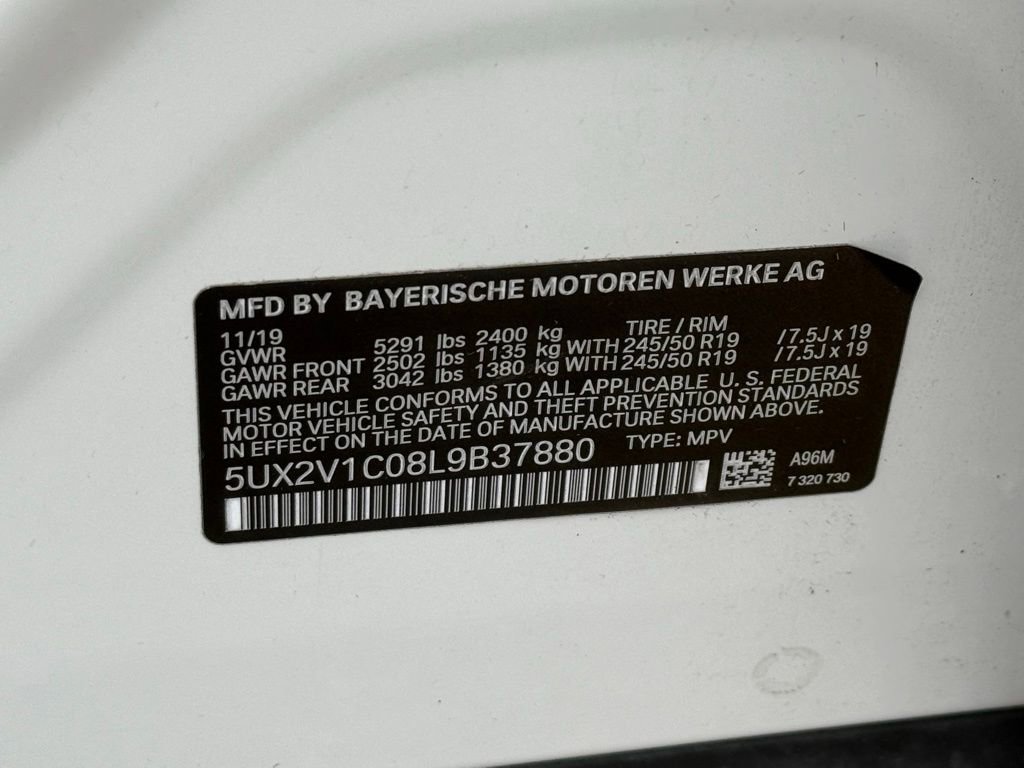 MFD BY BAYERISCHE MOTOREN WERKE AG
11/19 TIRE / RIM
GVWR 5291 lbs 2400 kg
GAWR FRONT 2502 lbs 1135 kg WITH 245/50 R19 /7.5J x 19
GAWR REAR 3042 lbs 1380 kg WITH 245/50 R19 /7.5J x 19
THIS VEHICLE CONFORMS TO ALL APPLICABLE U. S. FEDERAL
MOTOR VEHICLE SAFETY AND THEFT PREVENTION STANDARDS
IN EFFECT ON THE DATE OF MANUFACTURE SHOWN ABOVE.
5UX2V1C08L9B37880 TYPE: MPV
A96M
7 320 730